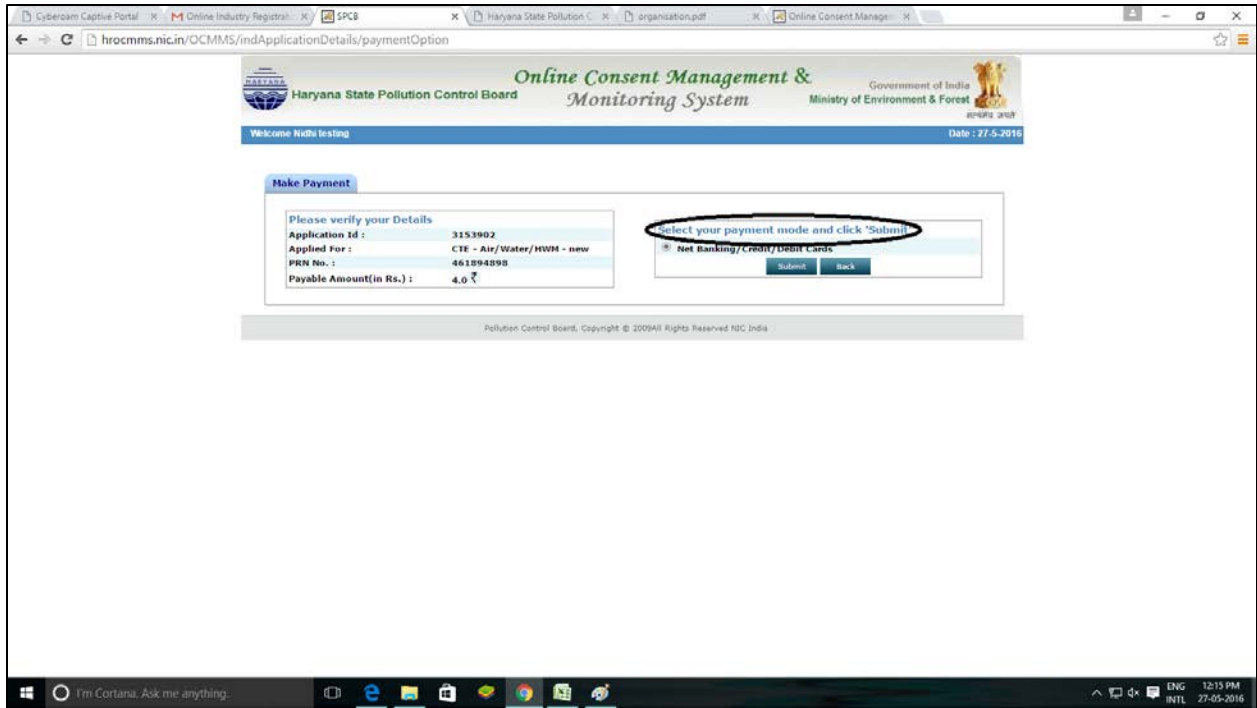 Cyberoam Captive Portal
Online Industry Registrati
SPCB
Haryana State Pollution C
organisation.pdf
Online Consent Manage
hrocmms.nic.in/OCMMS/indApplicationDetails/paymentOption
HARYANA
Haryana State Pollution Control Board
Online Consent Management &
Monitoring System
Government of India
Ministry of Environment & Forest
सत्यमेव जयते
Welcome Nidhi testing
Date : 27-5-2016
Make Payment
Please verify your Details
Application Id : 3153902
Applied For : CTE - Air/Water/HWM - new
PRN No. : 461894898
Payable Amount(in Rs.) : 4.0 ₹
Select your payment mode and click 'Submit'
Net Banking/Credit/Debit Cards
Submit Back
Pollution Control Board, Copyright © 2009All Rights Reserved NIC India
I'm Cortana. Ask me anything.
ENG 12:15 PM
INTL 27-05-2016